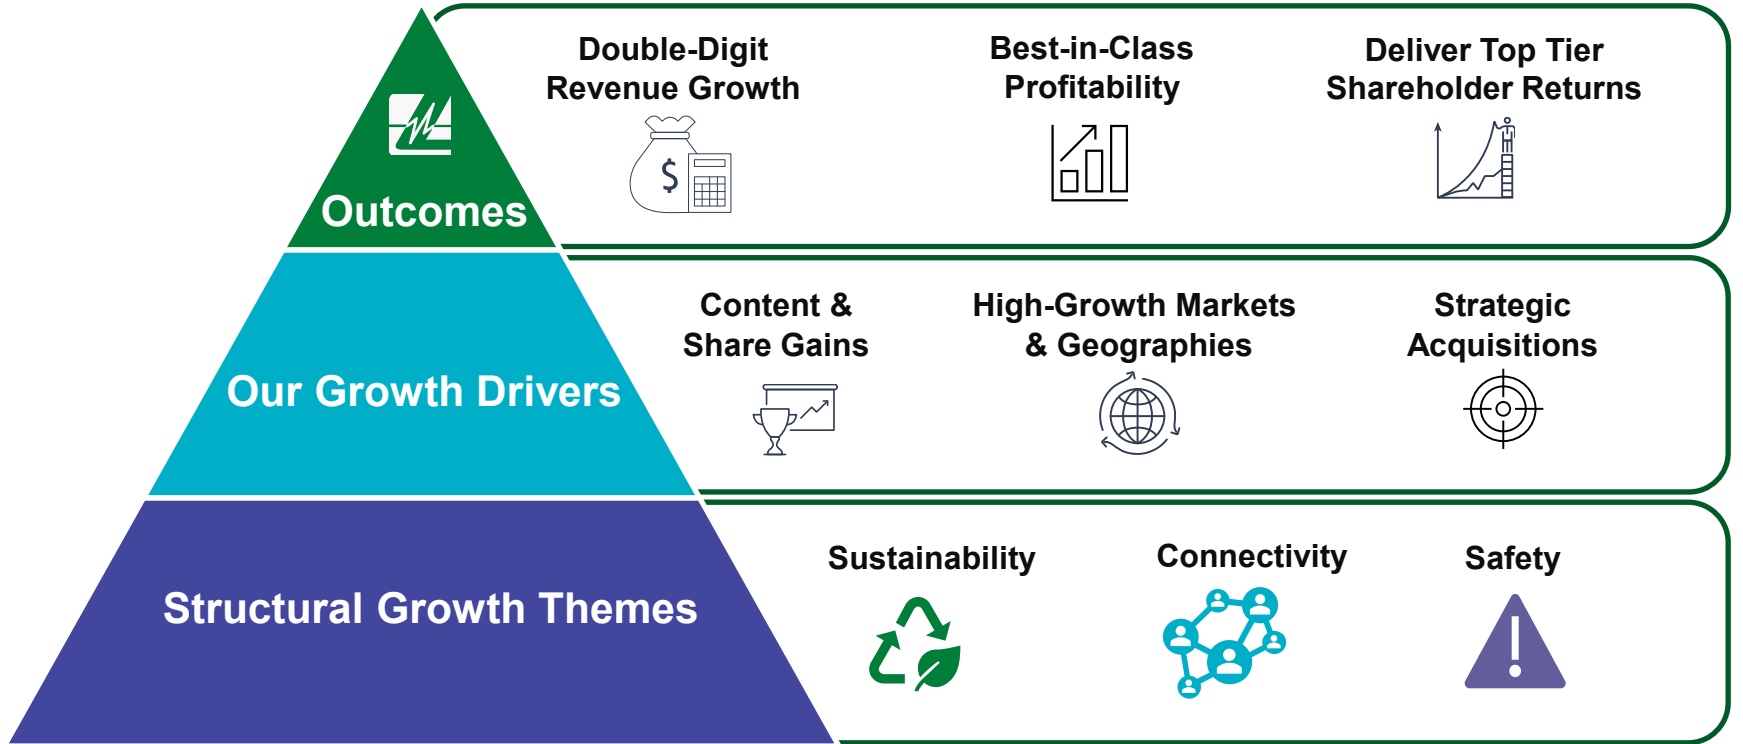 Outcomes
Double-Digit
Revenue Growth
$
Best-in-Class
Profitability
Deliver Top Tier
Shareholder Returns
Our Growth Drivers
Content &
Share Gains
High-Growth Markets
& Geographies
Strategic
Acquisitions
Structural Growth Themes
Sustainability
Connectivity
Safety
!